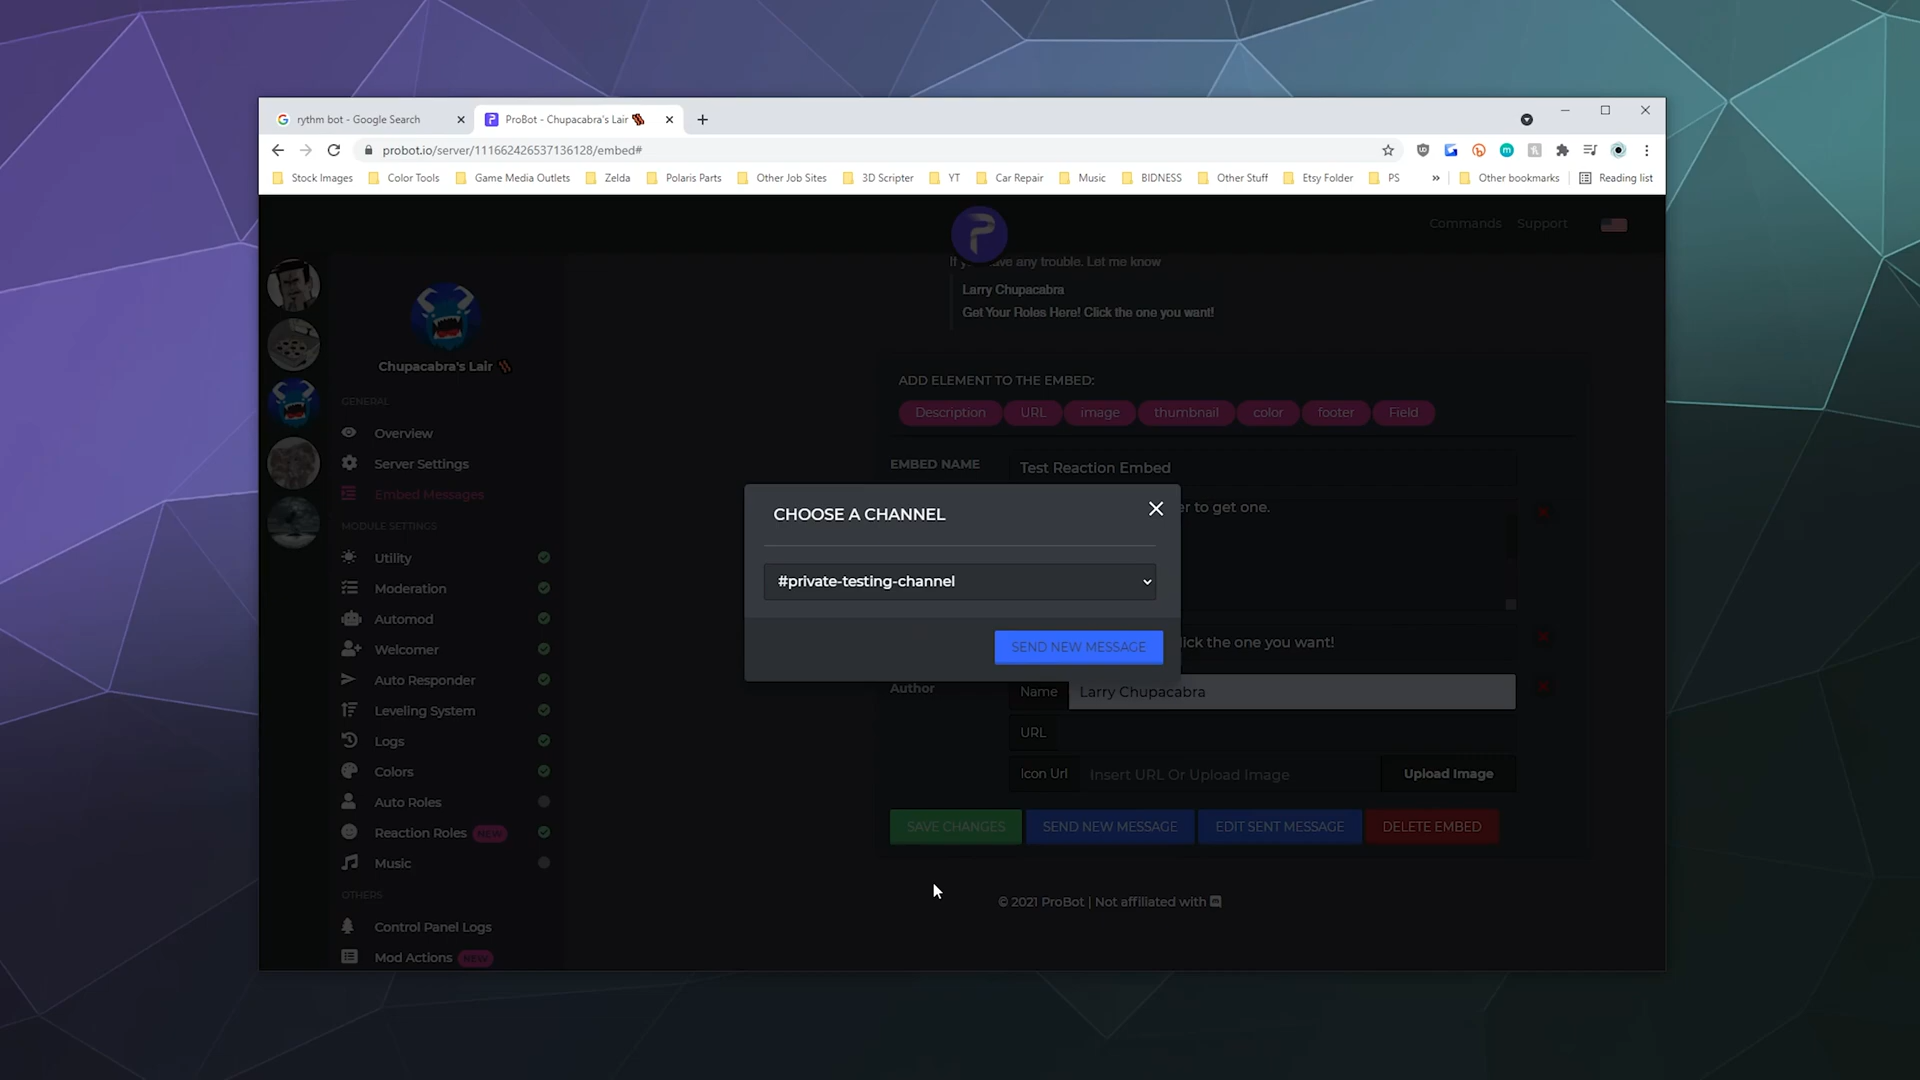 rythm bot - Google Search
ProBot - Chupacabra's Lair
probot.io/server/111662426537136128/embed#
Stock Images
Color Tools
Game Media Outlets
Zelda
Polaris Parts
Other Job Sites
3D Scripter
YT
Car Repair
Music
BIDNESS
Other Stuff
Etsy Folder
PS
»
Other bookmarks
Reading list
Commands
Support
If you have any trouble. Let me know
Larry Chupacabra
Get Your Roles Here! Click the one you want!
Chupacabra's Lair
GENERAL
Overview
Server Settings
Embed Messages
MODULE SETTINGS
Utility
Moderation
Automod
Welcomer
Auto Responder
Leveling System
Logs
Colors
Auto Roles
Reaction Roles NEW
Music
OTHERS
Control Panel Logs
Mod Actions NEW
ADD ELEMENT TO THE EMBED:
Description
URL
image
thumbnail
color
footer
Field
EMBED NAME
Test Reaction Embed
er to get one.
CHOOSE A CHANNEL
#private-testing-channel
SEND NEW MESSAGE
lick the one you want!
Author
Name
Larry Chupacabra
URL
Icon Url
Insert URL Or Upload Image
Upload Image
SAVE CHANGES
SEND NEW MESSAGE
EDIT SENT MESSAGE
DELETE EMBED
© 2021 ProBot | Not affiliated with